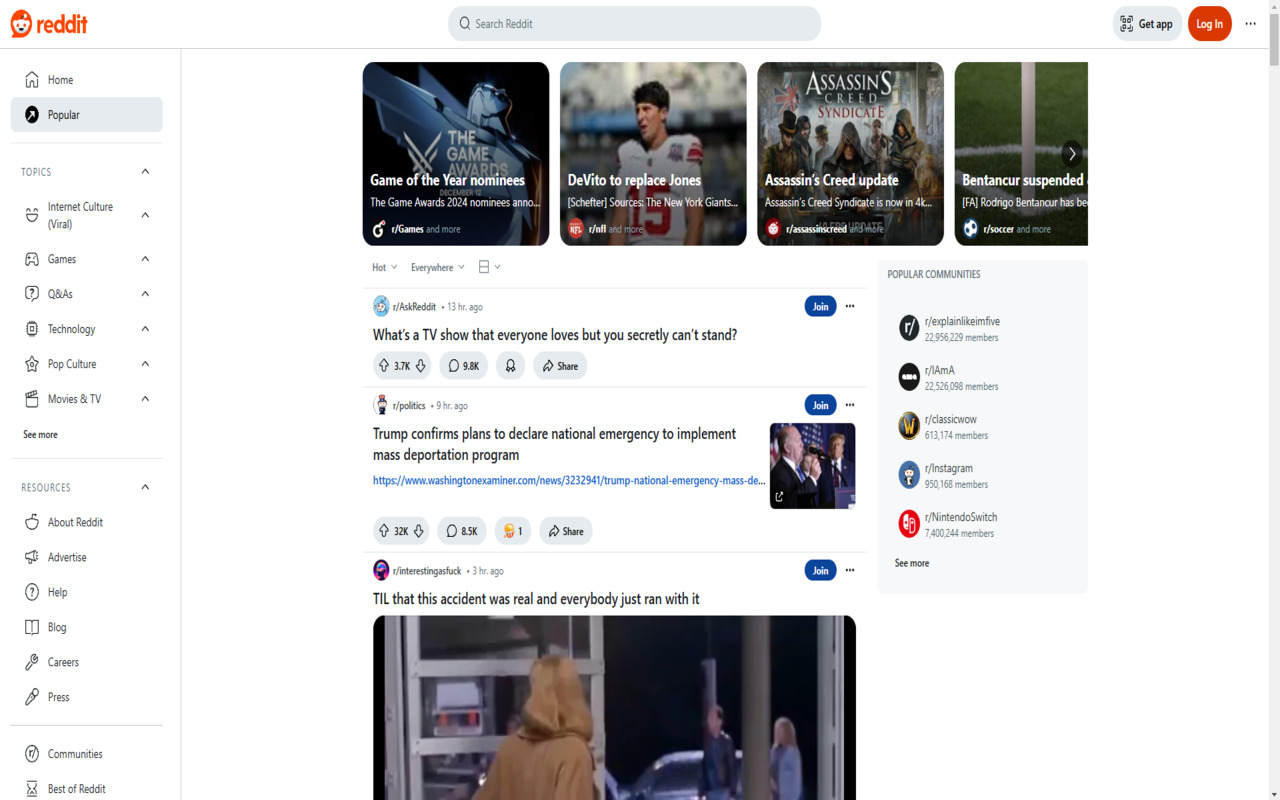 reddit
Search Reddit
Get app
Log In
Home
Popular
TOPICS
Internet Culture
(Viral)
Games
Q&As
Technology
Pop Culture
Movies & TV
See more
RESOURCES
About Reddit
Advertise
Help
Blog
Careers
Press
Communities
Best of Reddit
THE
GAME
AWARDS
DECEMBER 12
Game of the Year nominees
The Game Awards 2024 nominees anno...
r/Games and more
15
DeVito to replace Jones
[Schefter] Sources: The New York Giants...
NFL
r/nfl and more
ASSASSIN'S
CREED
SYNDICATE
Assassin's Creed update
Assassin's Creed Syndicate is now in 4k...
r/assassinscreed and more
Bentancur suspended
[FA] Rodrigo Bentancur has be
r/soccer and more
Hot
Everywhere
r/AskReddit • 13 hr. ago
Join
What's a TV show that everyone loves but you secretly can't stand?
3.7K
9.8K
Share
r/politics • 9 hr. ago
Join
Trump confirms plans to declare national emergency to implement
mass deportation program
https://www.washingtonexaminer.com/news/3232941/trump-national-emergency-mass-de...
32K
8.5K
1
Share
r/interestingasfuck • 3 hr. ago
Join
TIL that this accident was real and everybody just ran with it
POPULAR COMMUNITIES
r/
r/explainlikeimfive
22,956,229 members
ama
r/IAmA
22,526,098 members
r/classicwow
613,174 members
r/Instagram
950,168 members
r/NintendoSwitch
7,400,244 members
See more